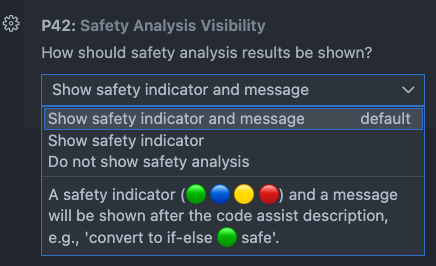 P42: Safety Analysis Visibility
How should safety analysis results be shown?
Show safety indicator and message
Show safety indicator and message default
Show safety indicator
Do not show safety analysis
A safety indicator (🟢 🔵 🟡 🔴) and a message
will be shown after the code assist description,
e.g., 'convert to if-else 🟢 safe'.